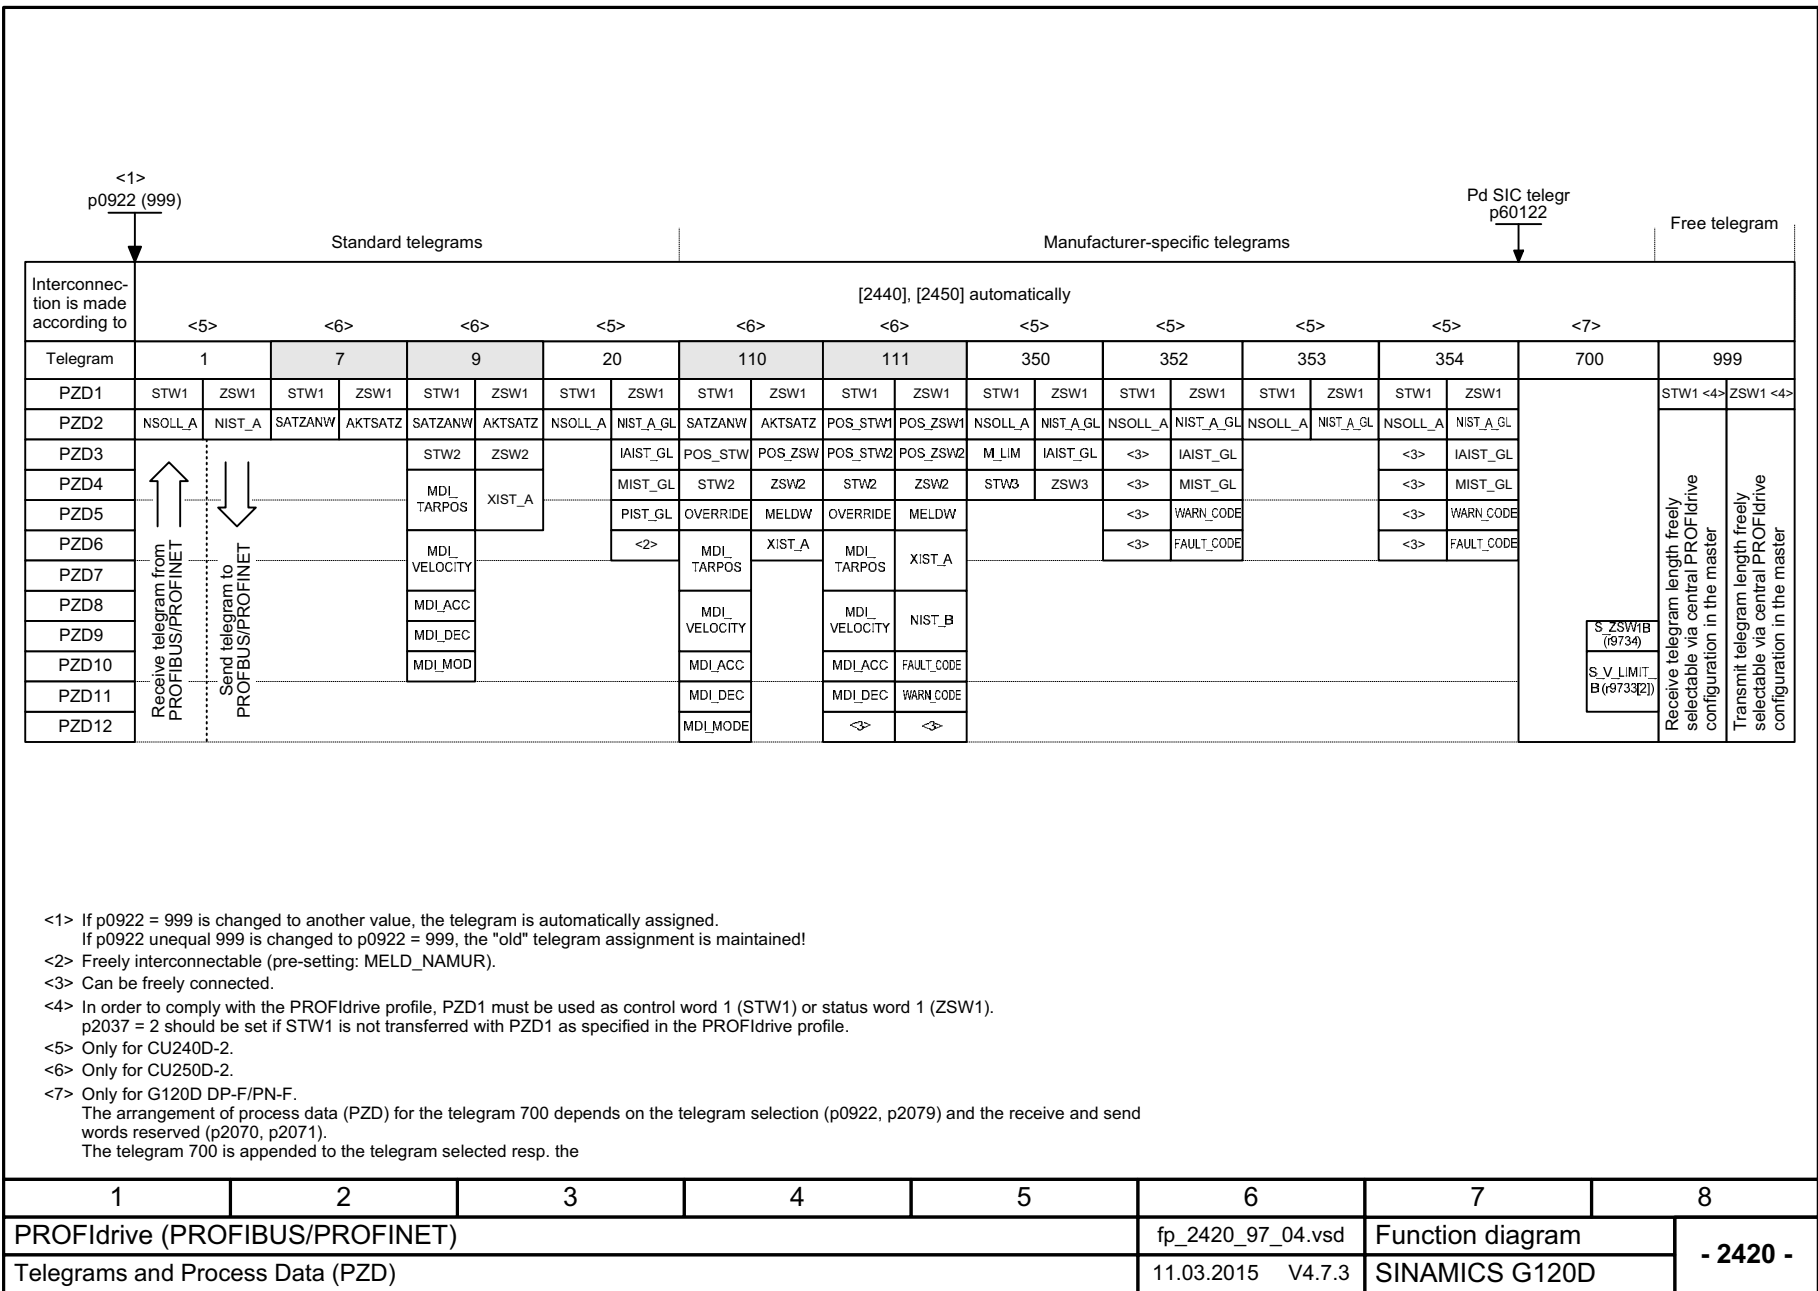 <1>
p0922 (999)
Pd SIC telegr
p60122
Standard telegrams
Manufacturer-specific telegrams
Free telegram
Interconnec-
tion is made
according to
[2440], [2450] automatically
<5> <6> <6> <5> <6> <6> <5> <5> <5> <5> <7>
Telegram 1 7 9 20 110 111 350 352 353 354 700 999
PZD1 STW1 ZSW1 STW1 ZSW1 STW1 ZSW1 STW1 ZSW1 STW1 ZSW1 STW1 ZSW1 STW1 ZSW1 STW1 ZSW1 STW1 ZSW1 STW1 ZSW1 STW1 <4> ZSW1 <4>
PZD2 NSOLL_A NIST_A SATZANW AKTSATZ SATZANW AKTSATZ NSOLL_A NIST_A_GL SATZANW AKTSATZ POS_STW1 POS_ZSW1 NSOLL_A NIST_A_GL NSOLL_A NIST_A_GL NSOLL_A NIST_A_GL NSOLL_A NIST_A_GL
PZD3 STW2 ZSW2 IAIST_GL POS_STW POS_ZSW POS_STW2 POS_ZSW2 M_LIM IAIST_GL <3> IAIST_GL <3> IAIST_GL
PZD4 MDI_ TARPOS XIST_A MIST_GL STW2 ZSW2 STW2 ZSW2 STW3 ZSW3 <3> MIST_GL <3> MIST_GL
PZD5 PIST_GL OVERRIDE MELDW OVERRIDE MELDW <3> WARN_CODE <3> WARN_CODE
PZD6 MDI_ VELOCITY <2> MDI_ TARPOS XIST_A MDI_ TARPOS XIST_A <3> FAULT_CODE <3> FAULT_CODE
PZD7
PZD8 MDI_ACC MDI_ VELOCITY MDI_ VELOCITY NIST_B
PZD9 MDI_DEC S_ZSW1B (r9734)
PZD10 MDI_MOD MDI_ACC MDI_ACC FAULT_CODE S_V_LIMIT_ B (r9733[2])
PZD11 MDI_DEC MDI_DEC WARN_CODE
PZD12 MDI_MODE <3> <3>
Receive telegram from
PROFIBUS/PROFINET
Send telegram to
PROFBUS/PROFINET
Receive telegram length freely
selectable via central PROFIdrive
configuration in the master
Transmit telegram length freely
selectable via central PROFIdrive
configuration in the master
<1> If p0922 = 999 is changed to another value, the telegram is automatically assigned.
If p0922 unequal 999 is changed to p0922 = 999, the "old" telegram assignment is maintained!
<2> Freely interconnectable (pre-setting: MELD_NAMUR).
<3> Can be freely connected.
<4> In order to comply with the PROFIdrive profile, PZD1 must be used as control word 1 (STW1) or status word 1 (ZSW1).
p2037 = 2 should be set if STW1 is not transferred with PZD1 as specified in the PROFIdrive profile.
<5> Only for CU240D-2.
<6> Only for CU250D-2.
<7> Only for G120D DP-F/PN-F.
The arrangement of process data (PZD) for the telegram 700 depends on the telegram selection (p0922, p2079) and the receive and send
words reserved (p2070, p2071).
The telegram 700 is appended to the telegram selected resp. the
1 2 3 4 5 6 7 8
PROFIdrive (PROFIBUS/PROFINET) fp_2420_97_04.vsd Function diagram - 2420 -
Telegrams and Process Data (PZD) 11.03.2015 V4.7.3 SINAMICS G120D